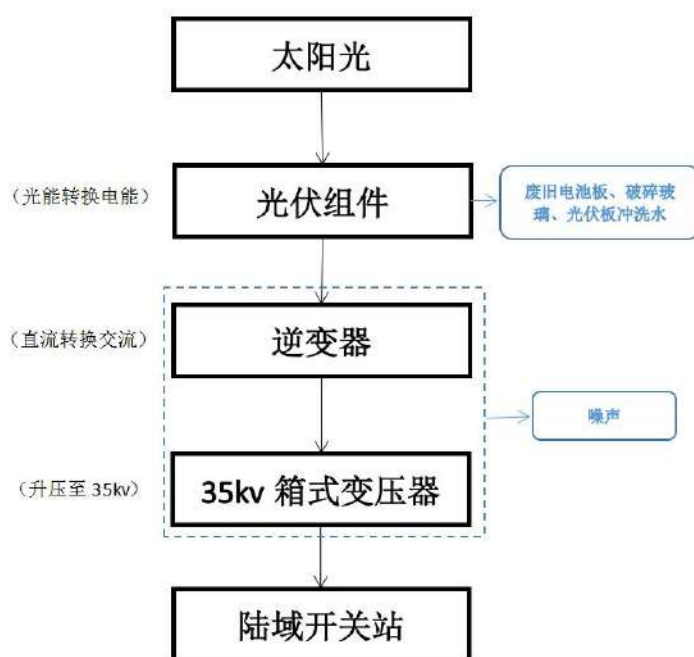 太阳光
（光能转换电能）
光伏组件
废旧电池板、破碎玻
璃、光伏板冲洗水
（直流转换交流）
逆变器
噪声
（升压至 35kv）
35kv 箱式变压器
陆域开关站